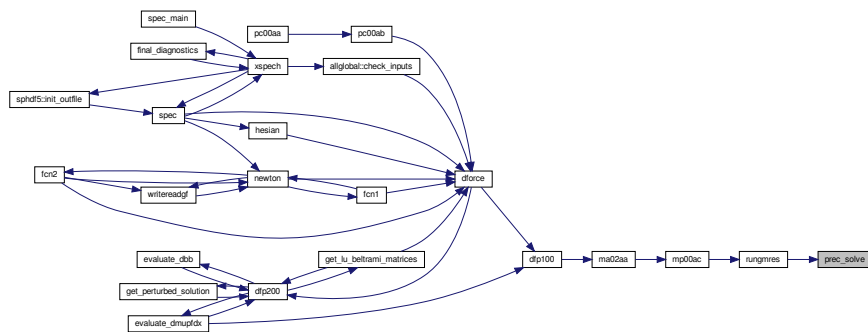 spec_main
pc00aa
pc00ab
final_diagnostics
xspech
allglobal::check_inputs
sphdf5::init_outfile
spec
hesian
fcn2
newton
dforce
writereadgf
fcn1
evaluate_dbb
get_lu_beltrami_matrices
dfp100
ma02aa
mp00ac
rungmres
prec_solve
get_perturbed_solution
dfp200
evaluate_dmupfdx